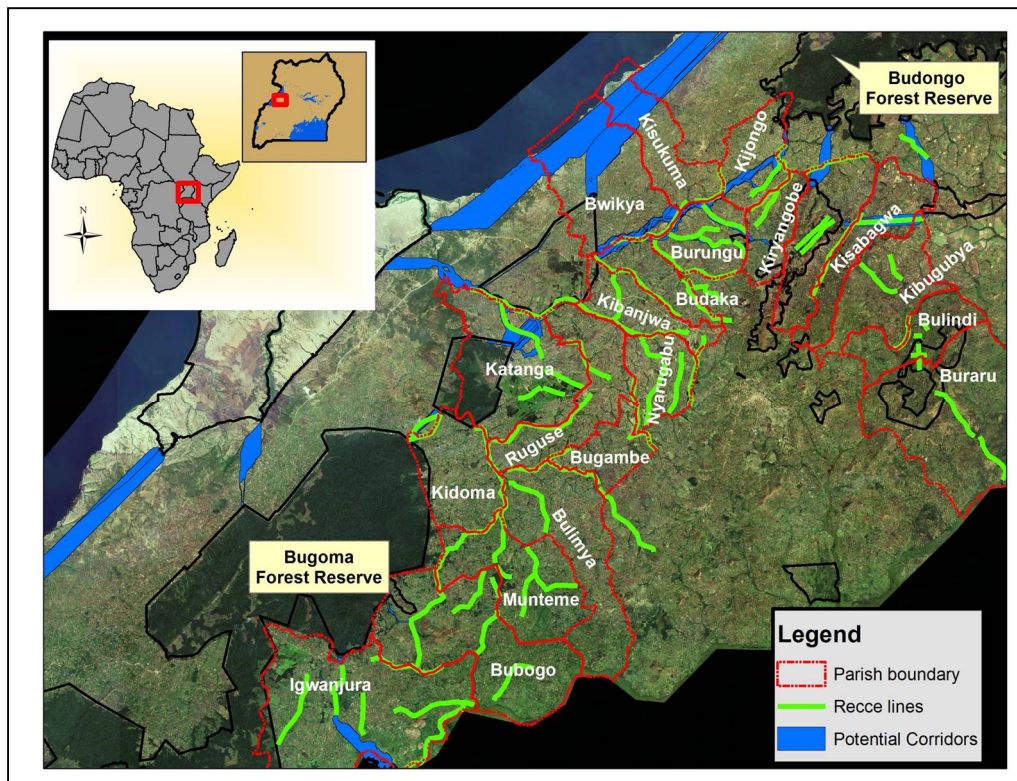 N
Budongo
Forest Reserve
Kisukuma
Kijongo
Bwikya
Kiryangobe
Kisabagwa
Burungu
Kibugubya
Budaka
Kibanjwa
Bulindi
Nyarugabu
Katanga
Buraru
Ruguse
Bugambe
Kidoma
Bulimya
Bugoma
Forest Reserve
Munteme
Bubogo
Igwanjura
Legend
Parish boundary
Recce lines
Potential Corridors